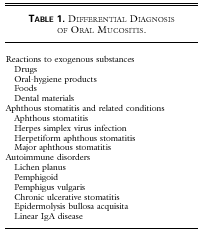 TABLE 1. DIFFERENTIAL DIAGNOSIS
OF ORAL MUCOSITIS.
Reactions to exogenous substances
Drugs
Oral-hygiene products
Foods
Dental materials
Aphthous stomatitis and related conditions
Aphthous stomatitis
Herpes simplex virus infection
Herpetiform aphthous stomatitis
Major aphthous stomatitis
Autoimmune disorders
Lichen planus
Pemphigoid
Pemphigus vulgaris
Chronic ulcerative stomatitis
Epidermolysis bullosa acquisita
Linear IgA disease